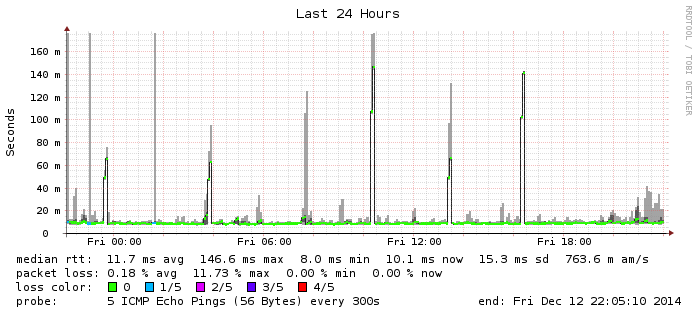 Last 24 Hours
RRDTOOL / TOBI OETIKER
Seconds
160 m
140 m
120 m
100 m
80 m
60 m
40 m
20 m
0
Fri 00:00 Fri 06:00 Fri 12:00 Fri 18:00
median rtt: 11.7 ms avg 146.6 ms max 8.0 ms min 10.1 ms now 15.3 ms sd 763.6 m am/s
packet loss: 0.18 % avg 11.73 % max 0.00 % min 0.00 % now
loss color: 0 1/5 2/5 3/5 4/5
probe: 5 ICMP Echo Pings (56 Bytes) every 300s end: Fri Dec 12 22:05:10 2014